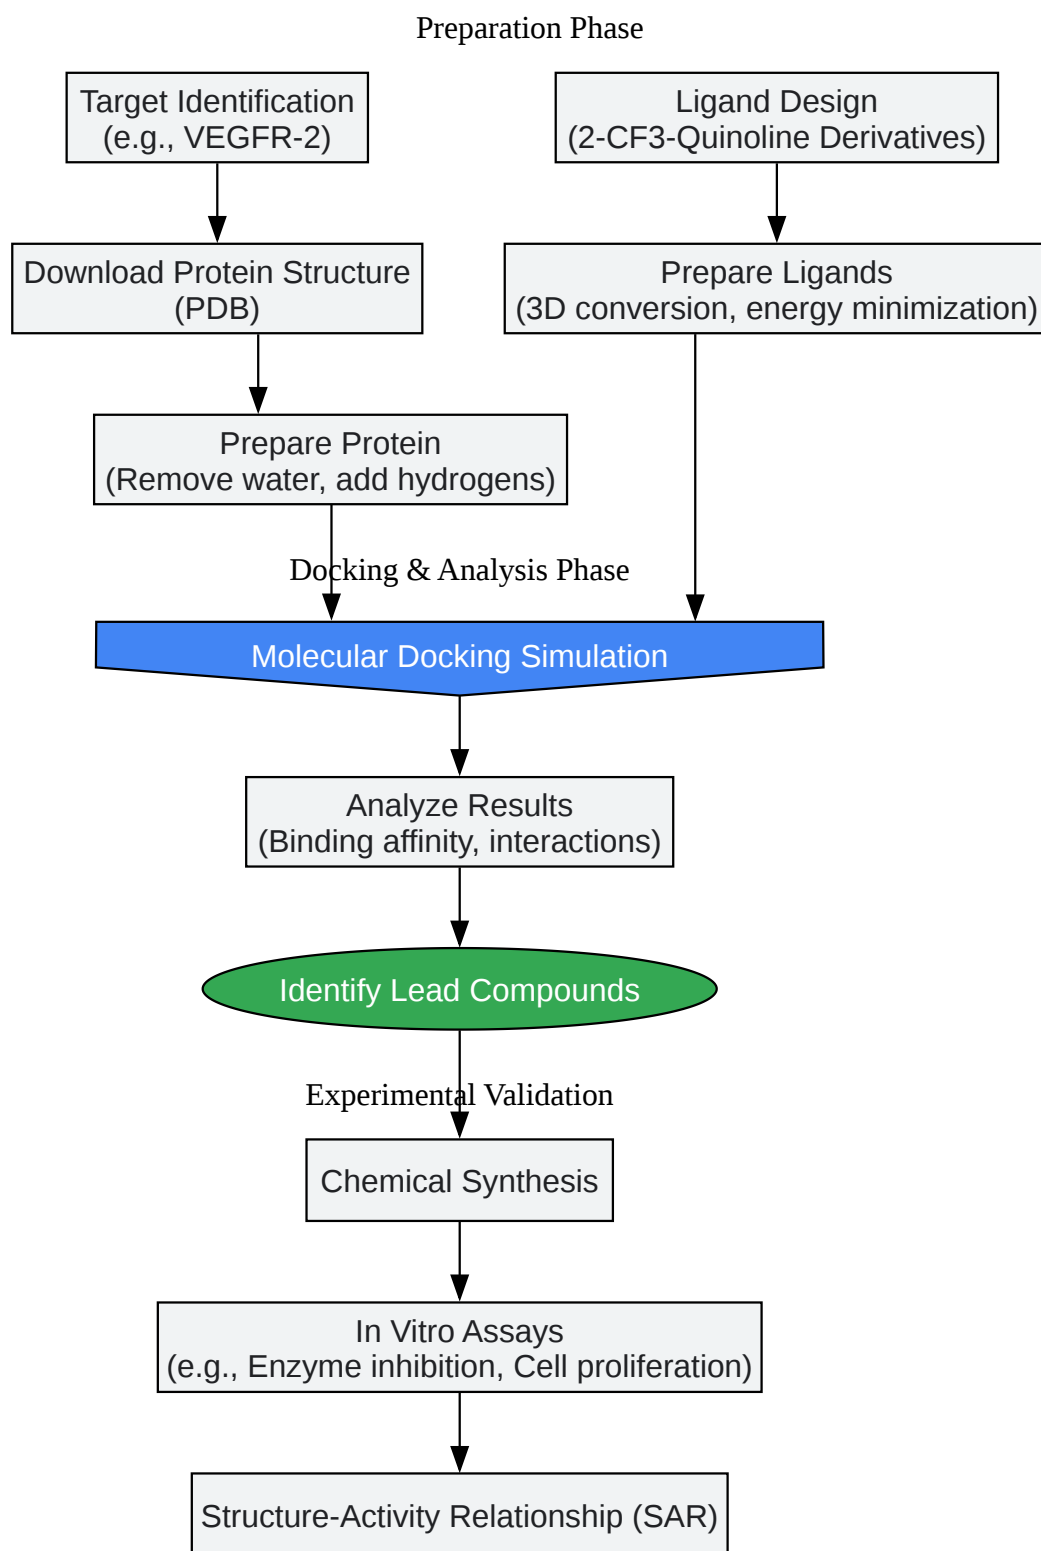 Preparation Phase
Target Identification
(e.g., VEGFR-2)
Ligand Design
(2-CF3-Quinoline Derivatives)
Download Protein Structure
(PDB)
Prepare Ligands
(3D conversion, energy minimization)
Prepare Protein
(Remove water, add hydrogens)
Docking & Analysis Phase
Molecular Docking Simulation
Analyze Results
(Binding affinity, interactions)
Identify Lead Compounds
Experimental Validation
Chemical Synthesis
In Vitro Assays
(e.g., Enzyme inhibition, Cell proliferation)
Structure-Activity Relationship (SAR)